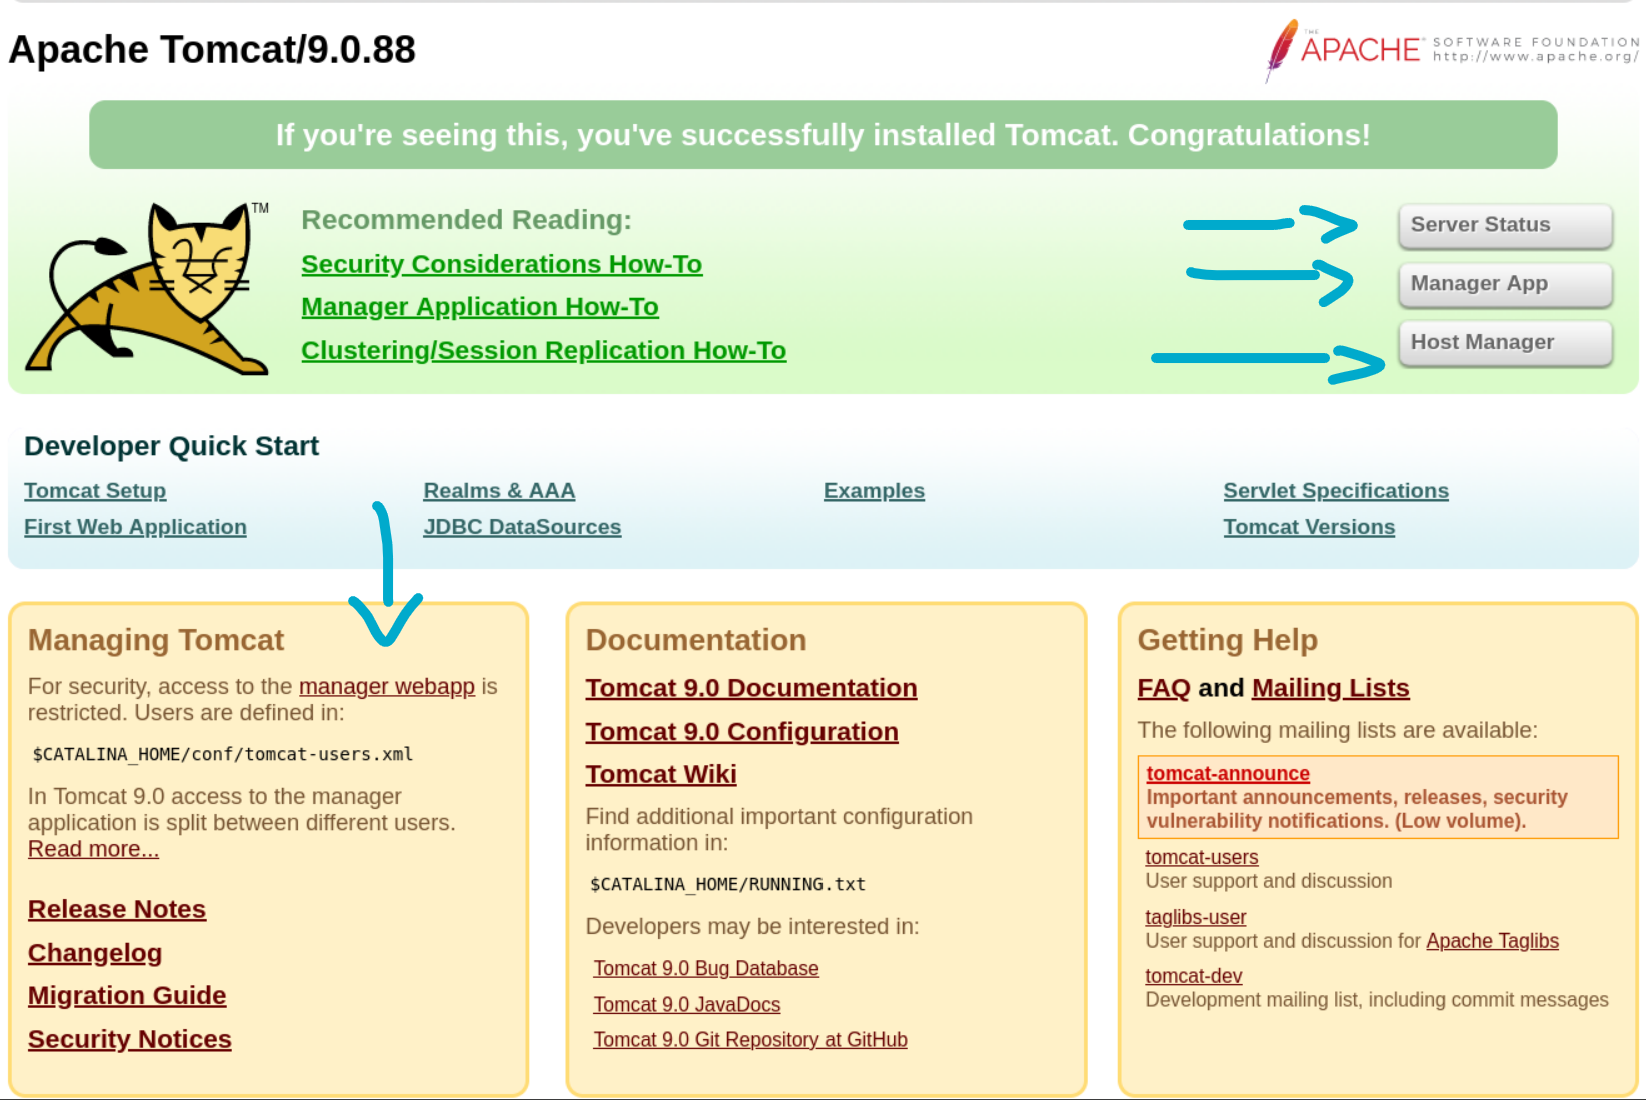 Apache Tomcat/9.0.88
THE
APACHE® SOFTWARE FOUNDATION
http://www.apache.org/
If you're seeing this, you've successfully installed Tomcat. Congratulations!
TM
Recommended Reading:
Security Considerations How-To
Manager Application How-To
Clustering/Session Replication How-To
Server Status
Manager App
Host Manager
Developer Quick Start
Tomcat Setup
First Web Application
Realms & AAA
JDBC DataSources
Examples
Servlet Specifications
Tomcat Versions
Managing Tomcat
For security, access to the manager webapp is
restricted. Users are defined in:
$CATALINA_HOME/conf/tomcat-users.xml
In Tomcat 9.0 access to the manager
application is split between different users.
Read more...
Release Notes
Changelog
Migration Guide
Security Notices
Documentation
Tomcat 9.0 Documentation
Tomcat 9.0 Configuration
Tomcat Wiki
Find additional important configuration
information in:
$CATALINA_HOME/RUNNING.txt
Developers may be interested in:
Tomcat 9.0 Bug Database
Tomcat 9.0 JavaDocs
Tomcat 9.0 Git Repository at GitHub
Getting Help
FAQ and Mailing Lists
The following mailing lists are available:
tomcat-announce
Important announcements, releases, security
vulnerability notifications. (Low volume).
tomcat-users
User support and discussion
taglibs-user
User support and discussion for Apache Taglibs
tomcat-dev
Development mailing list, including commit messages